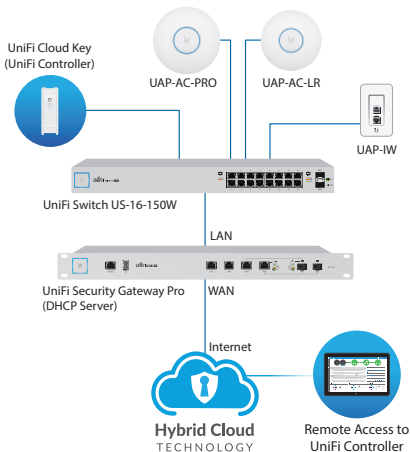 UniFi Cloud Key
(UniFi Controller)
UAP-AC-PRO
UAP-AC-LR
UAP-IW
UniFi Switch US-16-150W
LAN
UniFi Security Gateway Pro
(DHCP Server)
WAN
Internet
Hybrid Cloud
TECHNOLOGY
Remote Access to
UniFi Controller